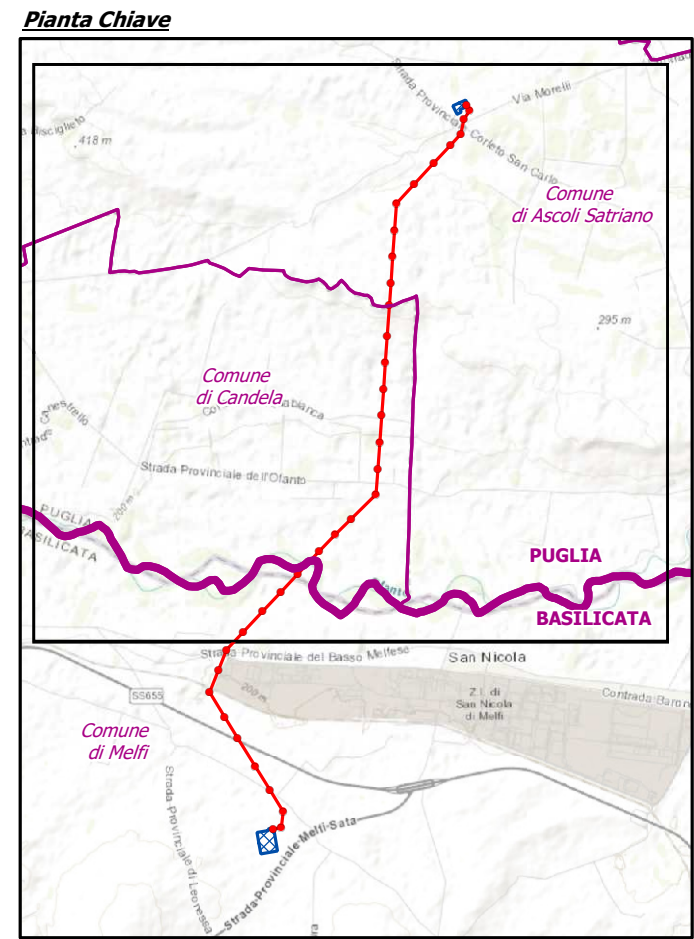 Pianta Chiave
Via Morelli
Strada Provinciale Corleto San Carlo
418 m
Comune
di Ascoli Satriano
295 m
Comune
di Candela
Strada Provinciale dell'Ofanto
200 m
PUGLIA
BASILICATA
PUGLIA
BASILICATA
Strada Provinciale del Basso Melfese
San Nicola
SS655
200 m
Z.I. di
San Nicola
di Melfi
Contrada Baron
Comune
di Melfi
Strada Provinciale di Leonessa
Strada-Provinciale-Melfi-Sata